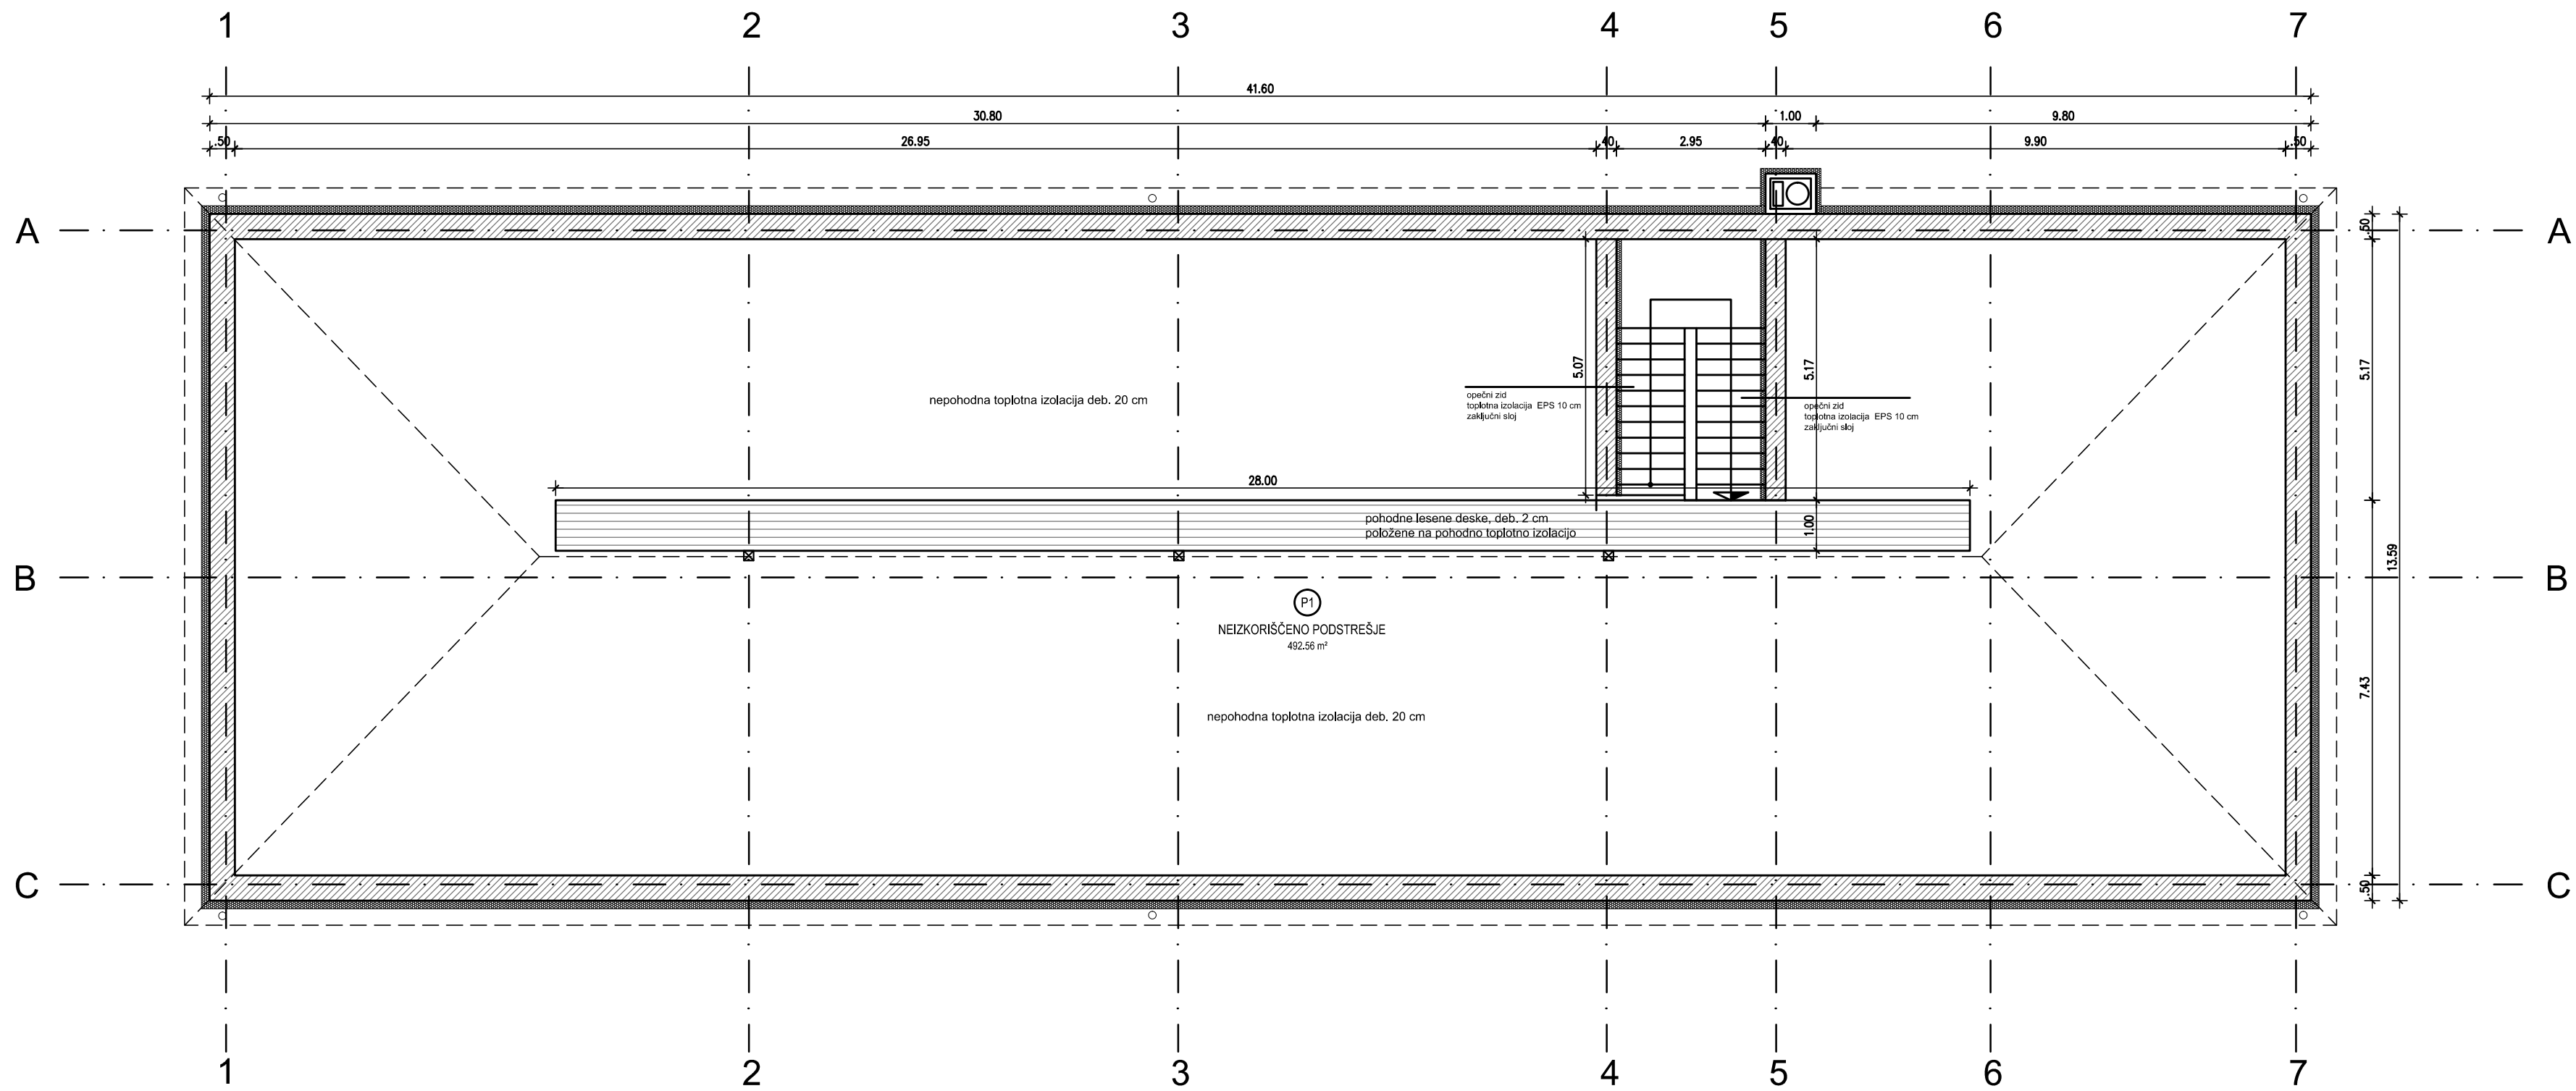 1 2 3 4 5 6 7
41.60
30.80 1.00 9.80
.50 26.95 .40 2.95 .40 9.90 .50
A A
.50
5.07
5.17
5.17
nepohodna toplotna izolacija deb. 20 cm
opečni zid
toplotna izolacija EPS 10 cm
zaključni sloj
opečni zid
toplotna izolacija EPS 10 cm
zaključni sloj
28.00
pohodne lesene deske, deb. 2 cm
položene na pohodno toplotno izolacijo
1.00
13.59
B B
P1
NEIZKORIŠČENO PODSTREŠJE
492.56 m²
7.43
nepohodna toplotna izolacija deb. 20 cm
C C
.50
1 2 3 4 5 6 7